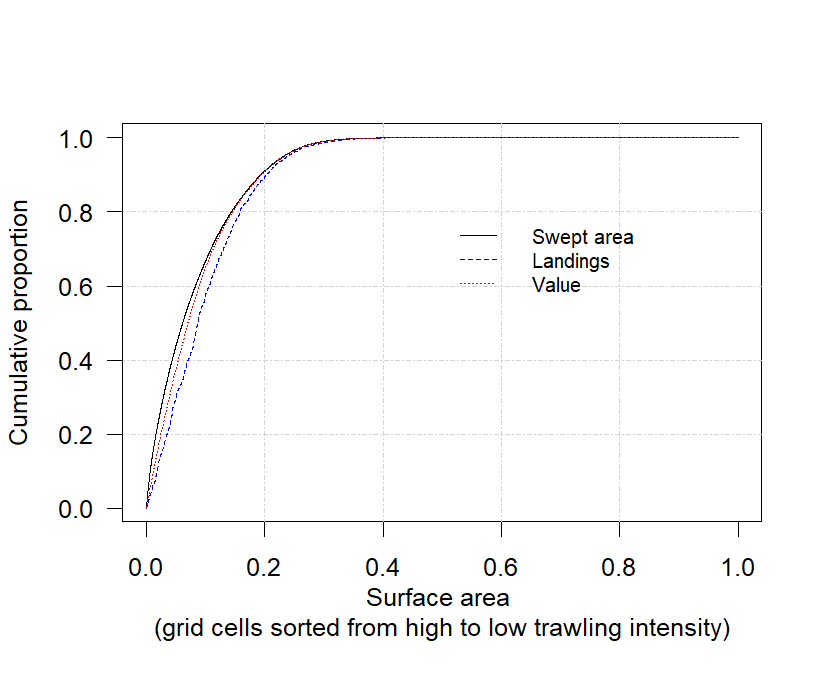 1.0
0.8
0.6
0.4
0.2
0.0
Cumulative proportion
Swept area
Landings
Value
0.0 0.2 0.4 0.6 0.8 1.0
Surface area
(grid cells sorted from high to low trawling intensity)